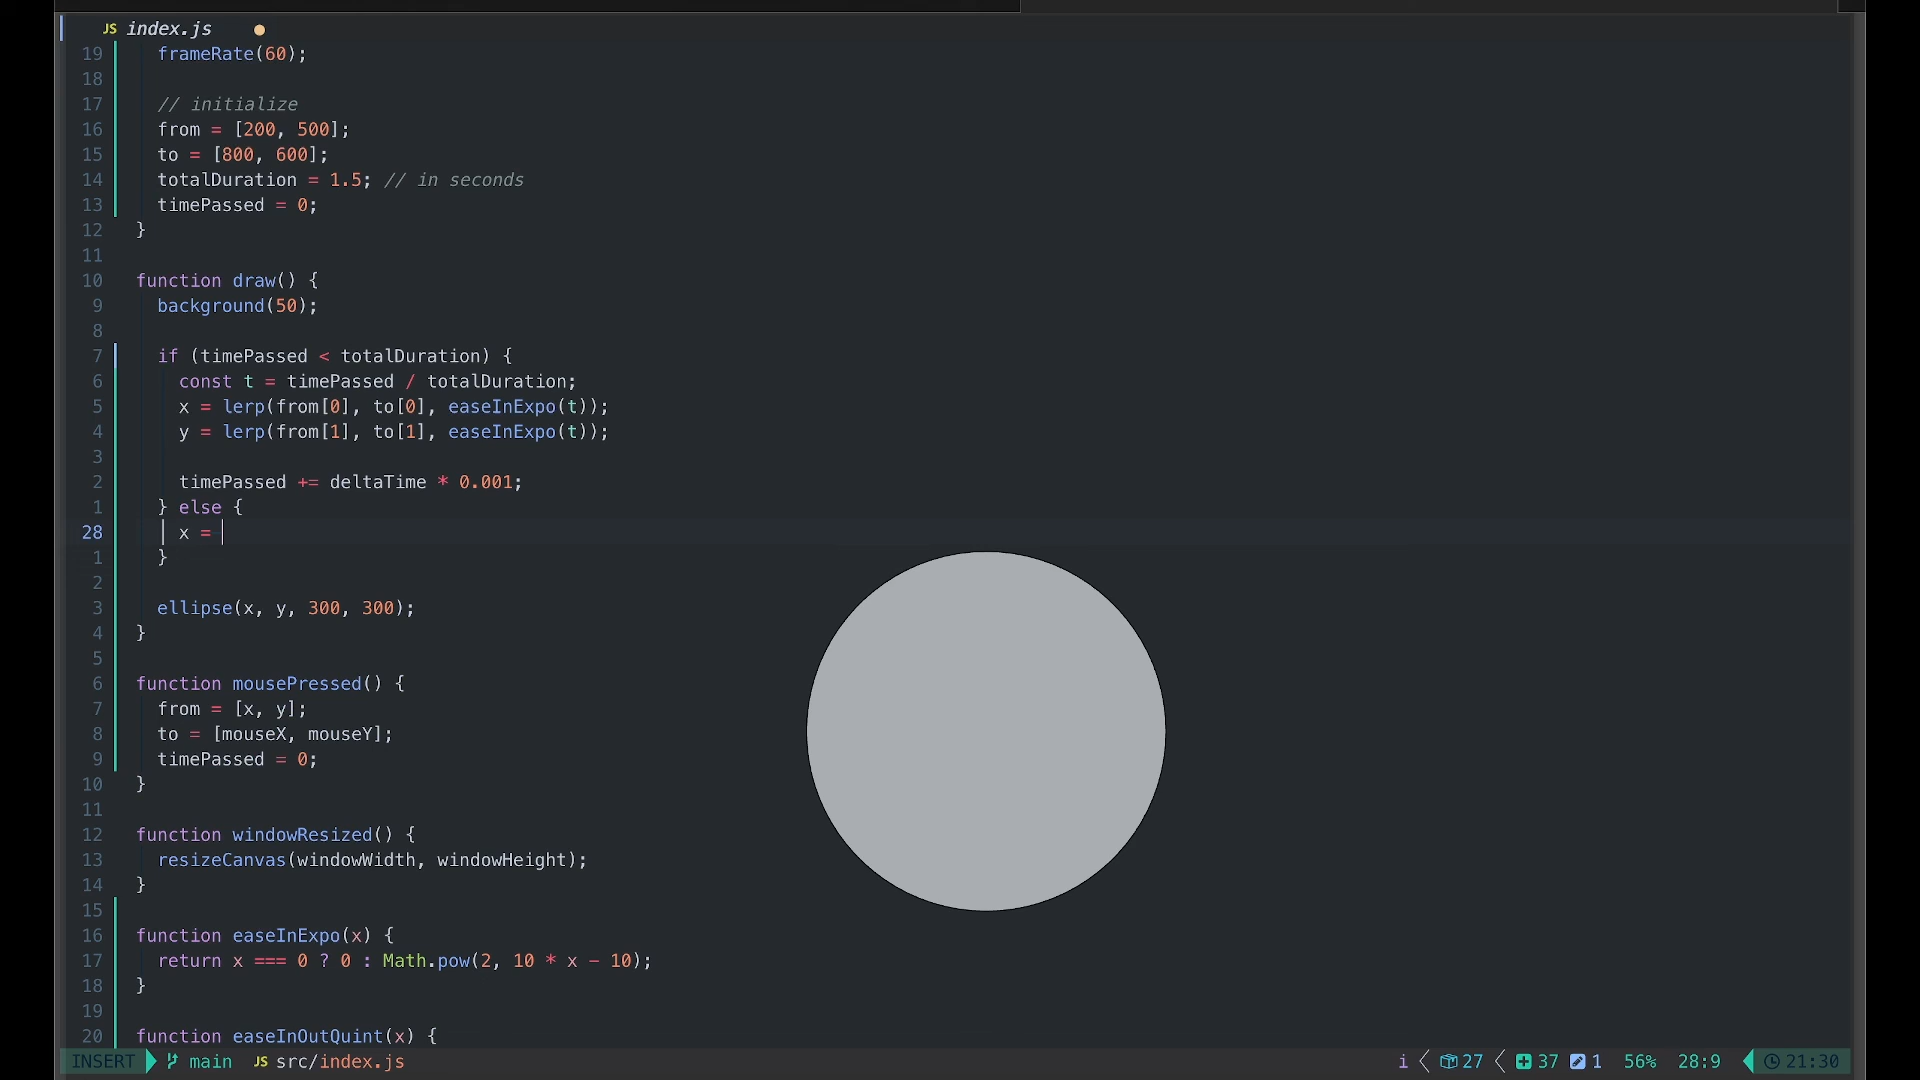 JS index.js
19 frameRate(60);
18
17 // initialize
16 from = [200, 500];
15 to = [800, 600];
14 totalDuration = 1.5; // in seconds
13 timePassed = 0;
12 }
11
10 function draw() {
9 background(50);
8
7 if (timePassed < totalDuration) {
6 const t = timePassed / totalDuration;
5 x = lerp(from[0], to[0], easeInExpo(t));
4 y = lerp(from[1], to[1], easeInExpo(t));
3
2 timePassed += deltaTime * 0.001;
1 } else {
28 x =
1 }
2
3 ellipse(x, y, 300, 300);
4 }
5
6 function mousePressed() {
7 from = [x, y];
8 to = [mouseX, mouseY];
9 timePassed = 0;
10 }
11
12 function windowResized() {
13 resizeCanvas(windowWidth, windowHeight);
14 }
15
16 function easeInExpo(x) {
17 return x === 0 ? 0 : Math.pow(2, 10 * x - 10);
18 }
19
20 function easeInOutQuint(x) {
INSERT main JS src/index.js i 27 37 1 56% 28:9 21:30